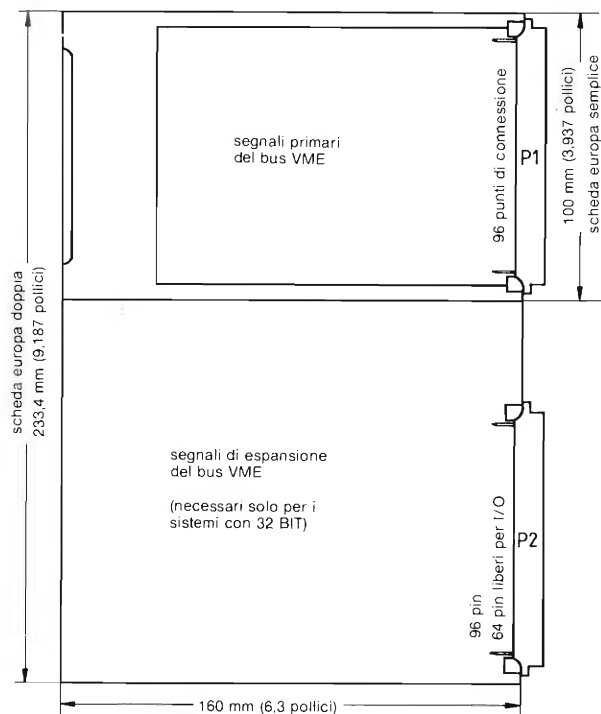 segnali primari
del bus VME
96 punti di connessione
P1
100 mm (3,937 pollici)
scheda europa semplice
scheda europa doppia
233,4 mm (9,187 pollici)
segnali di espansione
del bus VME
(necessari solo per i
sistemi con 32 BIT)
96 pin
64 pin liberi per I/O
P2
160 mm (6,3 pollici)